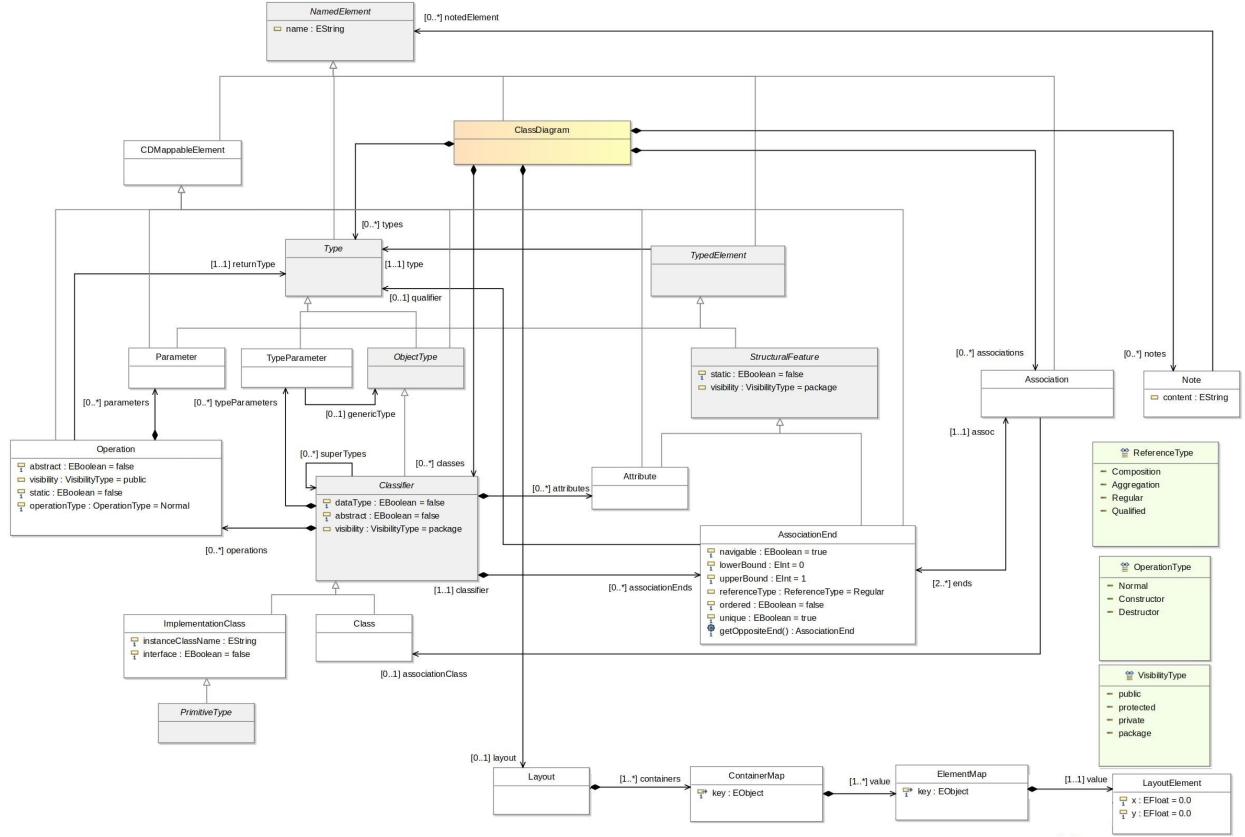 NamedElement
name : EString
[0..*] notedElement
ClassDiagram
CDMappableElement
[0..*] types
Type
[1..1] returnType
[1..1] type
[0..1] qualifier
TypedElement
Parameter
TypeParameter
ObjectType
StructuralFeature
static : EBoolean = false
visibility : VisibilityType = package
[0..*] associations
[0..*] notes
Association
Note
content : EString
[0..*] parameters
[0..*] typeParameters
[0..1] genericType
[1..1] assoc
Operation
abstract : EBoolean = false
visibility : VisibilityType = public
static : EBoolean = false
operationType : OperationType = Normal
[0..*] superTypes
[0..*] classes
Classifier
dataType : EBoolean = false
abstract : EBoolean = false
visibility : VisibilityType = package
Attribute
[0..*] attributes
ReferenceType
Composition
Aggregation
Regular
Qualified
[0..*] operations
[1..1] classifier
[0..*] associationEnds
AssociationEnd
navigable : EBoolean = true
lowerBound : EInt = 0
upperBound : EInt = 1
referenceType : ReferenceType = Regular
ordered : EBoolean = false
unique : EBoolean = true
getOppositeEnd() : AssociationEnd
[2..*] ends
OperationType
Normal
Constructor
Destructor
ImplementationClass
instanceClassName : EString
interface : EBoolean = false
Class
[0..1] associationClass
VisibilityType
public
protected
private
package
PrimitiveType
[0..1] layout
Layout
[1..*] containers
ContainerMap
key : EObject
[1..*] value
ElementMap
key : EObject
[1..1] value
LayoutElement
x : EFloat = 0.0
y : EFloat = 0.0